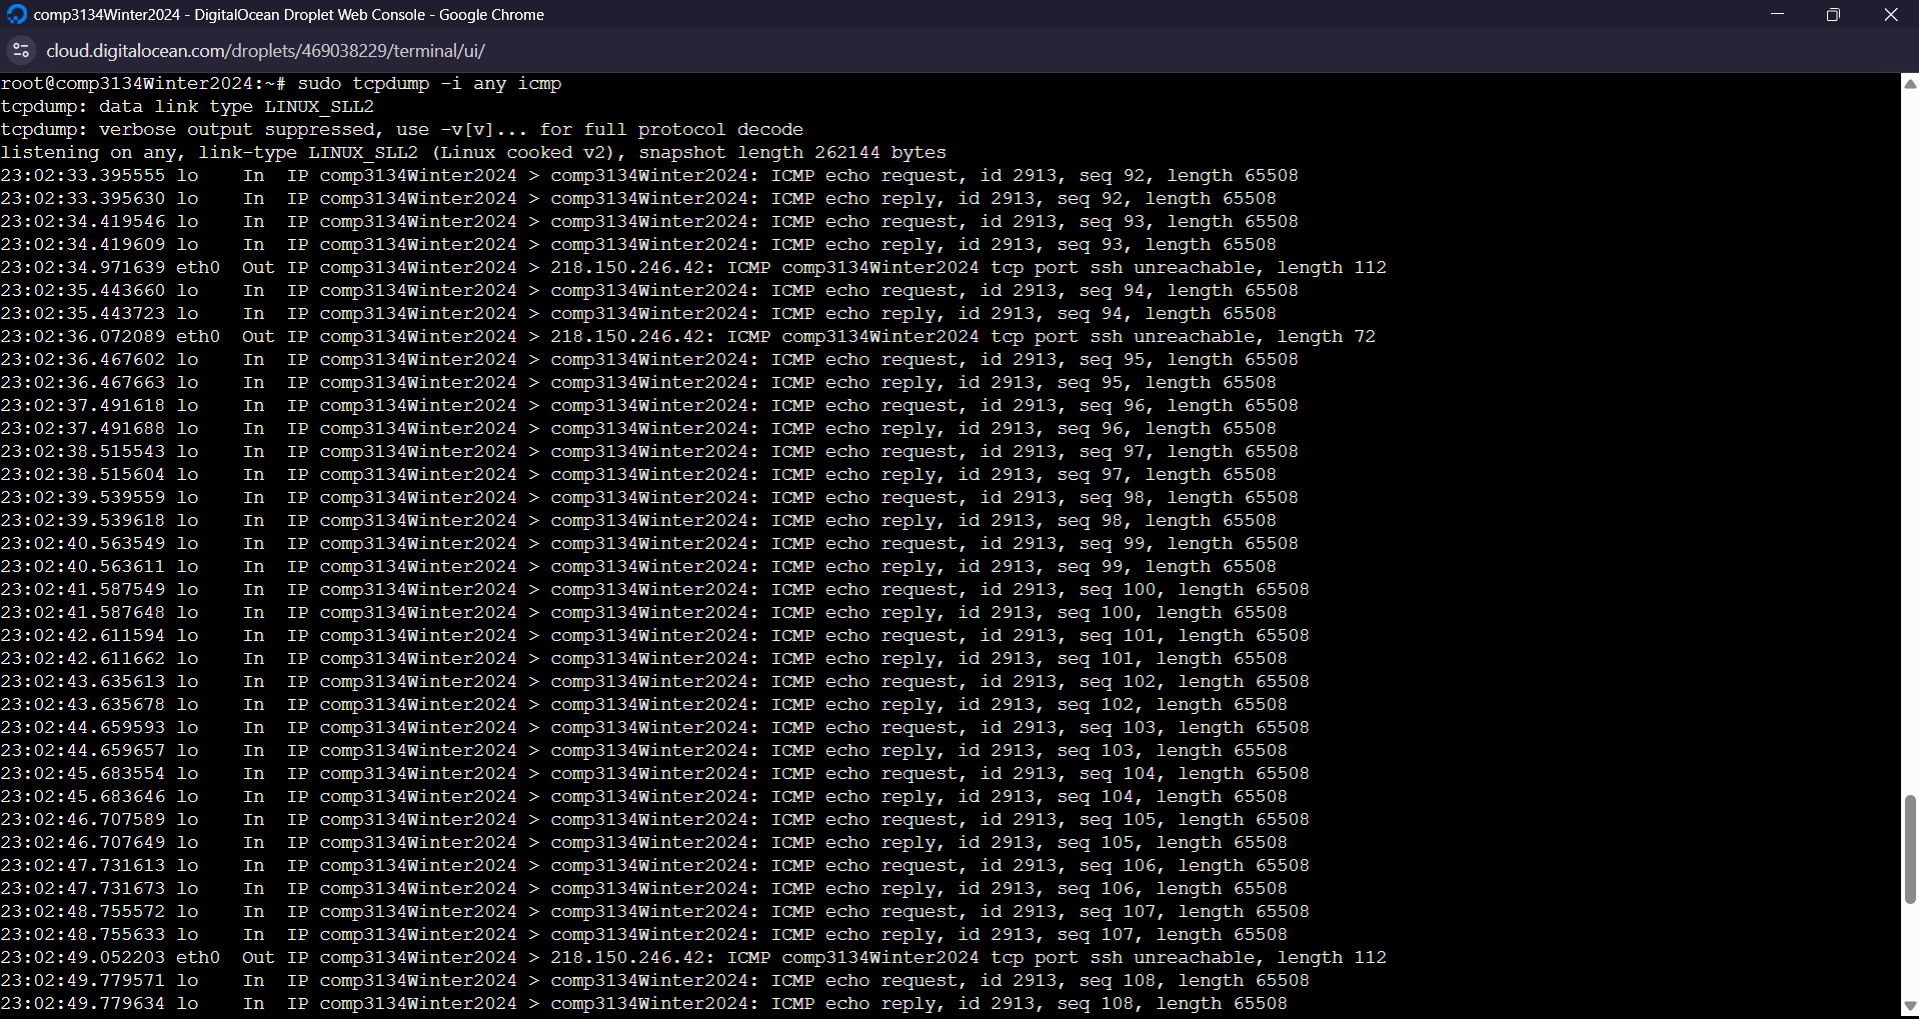 comp3134Winter2024 - DigitalOcean Droplet Web Console - Google Chrome
cloud.digitalocean.com/droplets/469038229/terminal/ui/
root@comp3134Winter2024:~# sudo tcpdump -i any icmp
tcpdump: data link type LINUX_SLL2
tcpdump: verbose output suppressed, use -v[v]... for full protocol decode
listening on any, link-type LINUX_SLL2 (Linux cooked v2), snapshot length 262144 bytes
23:02:33.395555 lo    In  IP comp3134Winter2024 > comp3134Winter2024: ICMP echo request, id 2913, seq 92, length 65508
23:02:33.395630 lo    In  IP comp3134Winter2024 > comp3134Winter2024: ICMP echo reply, id 2913, seq 92, length 65508
23:02:34.419546 lo    In  IP comp3134Winter2024 > comp3134Winter2024: ICMP echo request, id 2913, seq 93, length 65508
23:02:34.419609 lo    In  IP comp3134Winter2024 > comp3134Winter2024: ICMP echo reply, id 2913, seq 93, length 65508
23:02:34.971639 eth0  Out IP comp3134Winter2024 > 218.150.246.42: ICMP comp3134Winter2024 tcp port ssh unreachable, length 112
23:02:35.443660 lo    In  IP comp3134Winter2024 > comp3134Winter2024: ICMP echo request, id 2913, seq 94, length 65508
23:02:35.443723 lo    In  IP comp3134Winter2024 > comp3134Winter2024: ICMP echo reply, id 2913, seq 94, length 65508
23:02:36.072089 eth0  Out IP comp3134Winter2024 > 218.150.246.42: ICMP comp3134Winter2024 tcp port ssh unreachable, length 72
23:02:36.467602 lo    In  IP comp3134Winter2024 > comp3134Winter2024: ICMP echo request, id 2913, seq 95, length 65508
23:02:36.467663 lo    In  IP comp3134Winter2024 > comp3134Winter2024: ICMP echo reply, id 2913, seq 95, length 65508
23:02:37.491618 lo    In  IP comp3134Winter2024 > comp3134Winter2024: ICMP echo request, id 2913, seq 96, length 65508
23:02:37.491688 lo    In  IP comp3134Winter2024 > comp3134Winter2024: ICMP echo reply, id 2913, seq 96, length 65508
23:02:38.515543 lo    In  IP comp3134Winter2024 > comp3134Winter2024: ICMP echo request, id 2913, seq 97, length 65508
23:02:38.515604 lo    In  IP comp3134Winter2024 > comp3134Winter2024: ICMP echo reply, id 2913, seq 97, length 65508
23:02:39.539559 lo    In  IP comp3134Winter2024 > comp3134Winter2024: ICMP echo request, id 2913, seq 98, length 65508
23:02:39.539618 lo    In  IP comp3134Winter2024 > comp3134Winter2024: ICMP echo reply, id 2913, seq 98, length 65508
23:02:40.563549 lo    In  IP comp3134Winter2024 > comp3134Winter2024: ICMP echo request, id 2913, seq 99, length 65508
23:02:40.563611 lo    In  IP comp3134Winter2024 > comp3134Winter2024: ICMP echo reply, id 2913, seq 99, length 65508
23:02:41.587549 lo    In  IP comp3134Winter2024 > comp3134Winter2024: ICMP echo request, id 2913, seq 100, length 65508
23:02:41.587648 lo    In  IP comp3134Winter2024 > comp3134Winter2024: ICMP echo reply, id 2913, seq 100, length 65508
23:02:42.611594 lo    In  IP comp3134Winter2024 > comp3134Winter2024: ICMP echo request, id 2913, seq 101, length 65508
23:02:42.611662 lo    In  IP comp3134Winter2024 > comp3134Winter2024: ICMP echo reply, id 2913, seq 101, length 65508
23:02:43.635613 lo    In  IP comp3134Winter2024 > comp3134Winter2024: ICMP echo request, id 2913, seq 102, length 65508
23:02:43.635678 lo    In  IP comp3134Winter2024 > comp3134Winter2024: ICMP echo reply, id 2913, seq 102, length 65508
23:02:44.659593 lo    In  IP comp3134Winter2024 > comp3134Winter2024: ICMP echo request, id 2913, seq 103, length 65508
23:02:44.659657 lo    In  IP comp3134Winter2024 > comp3134Winter2024: ICMP echo reply, id 2913, seq 103, length 65508
23:02:45.683554 lo    In  IP comp3134Winter2024 > comp3134Winter2024: ICMP echo request, id 2913, seq 104, length 65508
23:02:45.683646 lo    In  IP comp3134Winter2024 > comp3134Winter2024: ICMP echo reply, id 2913, seq 104, length 65508
23:02:46.707589 lo    In  IP comp3134Winter2024 > comp3134Winter2024: ICMP echo request, id 2913, seq 105, length 65508
23:02:46.707649 lo    In  IP comp3134Winter2024 > comp3134Winter2024: ICMP echo reply, id 2913, seq 105, length 65508
23:02:47.731613 lo    In  IP comp3134Winter2024 > comp3134Winter2024: ICMP echo request, id 2913, seq 106, length 65508
23:02:47.731673 lo    In  IP comp3134Winter2024 > comp3134Winter2024: ICMP echo reply, id 2913, seq 106, length 65508
23:02:48.755572 lo    In  IP comp3134Winter2024 > comp3134Winter2024: ICMP echo request, id 2913, seq 107, length 65508
23:02:48.755633 lo    In  IP comp3134Winter2024 > comp3134Winter2024: ICMP echo reply, id 2913, seq 107, length 65508
23:02:49.052203 eth0  Out IP comp3134Winter2024 > 218.150.246.42: ICMP comp3134Winter2024 tcp port ssh unreachable, length 112
23:02:49.779571 lo    In  IP comp3134Winter2024 > comp3134Winter2024: ICMP echo request, id 2913, seq 108, length 65508
23:02:49.779634 lo    In  IP comp3134Winter2024 > comp3134Winter2024: ICMP echo reply, id 2913, seq 108, length 65508